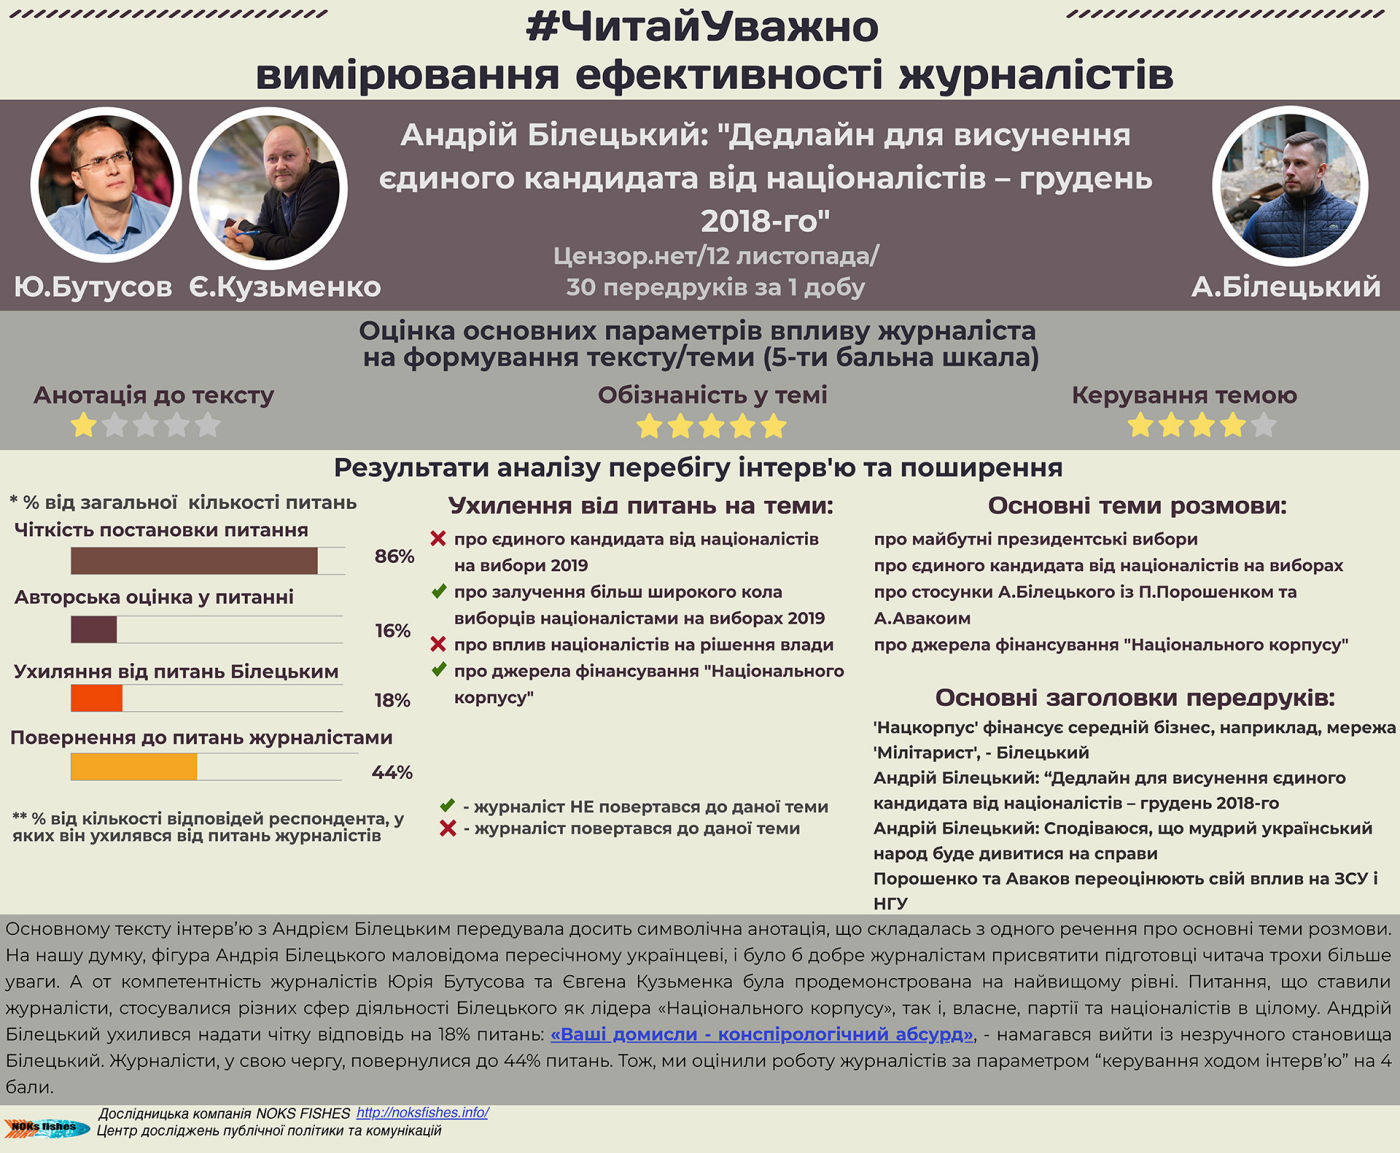 #ЧитайУважно
вимірювання ефективності журналістів
Андрій Білецький: "Дедлайн для висунення
єдиного кандидата від націоналістів – грудень
2018-го"
Цензор.нет/12 листопада/
30 передруків за 1 добу
Ю.Бутусов
Є.Кузьменко
А.Білецький
Оцінка основних параметрів впливу журналіста
на формування тексту/теми (5-ти бальна шкала)
Анотація до тексту
Обізнаність у темі
Керування темою
Результати аналізу перебігу інтерв'ю та поширення
* % від загальної кількості питань
Чіткість постановки питання
86%
Авторська оцінка у питанні
16%
Ухиляння від питань Білецьким
18%
Повернення до питань журналістами
44%
** % від кількості відповідей респондента, у
яких він ухилявся від питань журналістів
Ухилення від питань на теми:
про єдиного кандидата від націоналістів
на вибори 2019
про залучення більш широкого кола
виборців націоналістами на виборах 2019
про вплив націоналістів на рішення влади
про джерела фінансування "Національного
корпусу"
- журналіст НЕ повертався до даної теми
- журналіст повертався до даної теми
Основні теми розмови:
про майбутні президентські вибори
про єдиного кандидата від націоналістів на виборах
про стосунки А.Білецького із П.Порошенком та
А.Авакоим
про джерела фінансування "Національного корпусу"
Основні заголовки передруків:
'Нацкорпус' фінансує середній бізнес, наприклад, мережа
'Мілітарист', - Білецький
Андрій Білецький: “Дедлайн для висунення єдиного
кандидата від націоналістів – грудень 2018-го
Андрій Білецький: Сподіваюся, що мудрий український
народ буде дивитися на справи
Порошенко та Аваков переоцінюють свій вплив на ЗСУ і
НГУ
Основному тексту інтерв’ю з Андрієм Білецьким передувала досить символічна анотація, що складалась з одного речення про основні теми розмови.
На нашу думку, фігура Андрія Білецького маловідома пересічному українцеві, і було б добре журналістам присвятити підготовці читача трохи більше
уваги. А от компетентність журналістів Юрія Бутусова та Євгена Кузьменка була продемонстрована на найвищому рівні. Питання, що ставили
журналісти, стосувалися різних сфер діяльності Білецького як лідера «Національного корпусу», так і, власне, партії та націоналістів в цілому. Андрій
Білецький ухилився надати чітку відповідь на 18% питань: «Ваші домисли - конспірологічний абсурд», - намагався вийти із незручного становища
Білецький. Журналісти, у свою чергу, повернулися до 44% питань. Тож, ми оцінили роботу журналістів за параметром “керування ходом інтерв’ю” на 4
бали.
NOKs fishes
Дослідницька компанія NOKS FISHES http://noksfishes.info/
Центр досліджень публічної політики та комунікацій